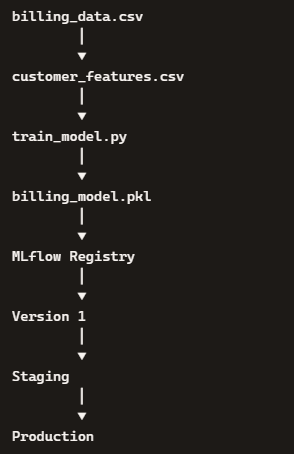 billing_data.csv
customer_features.csv
train_model.py
billing_model.pkl
MLflow Registry
Version 1
Staging
Production